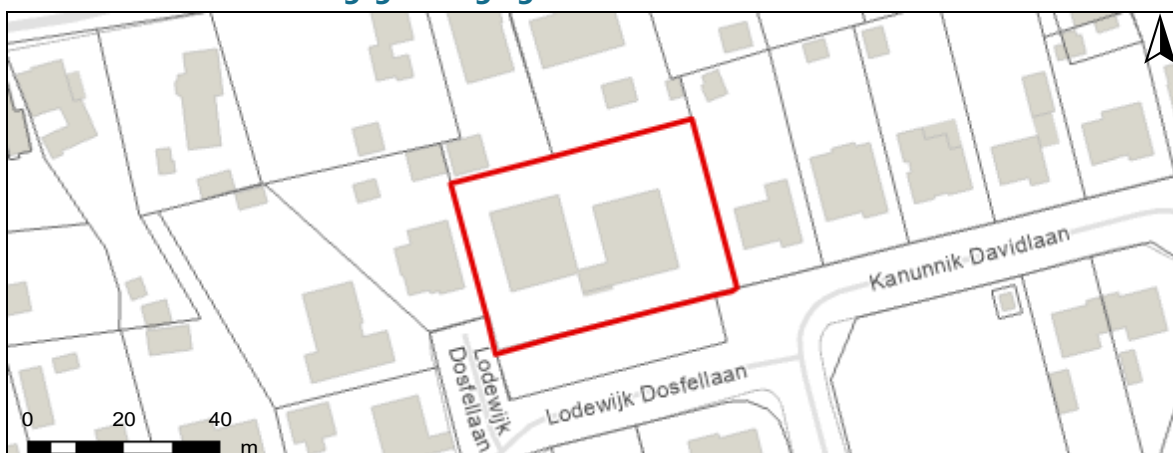 Kanunnik Davidlaan
Lodewijk
Dosfellaan
Lodewijk Dosfellaan
0 20 40
m